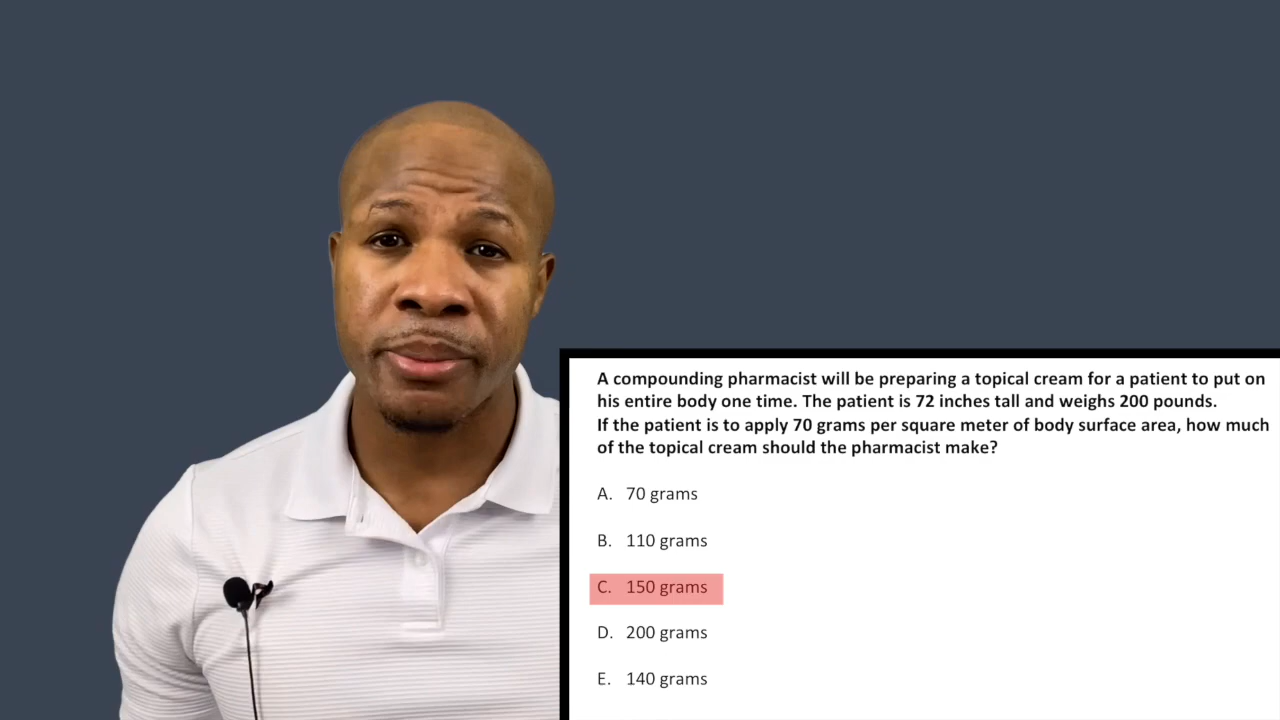 A compounding pharmacist will be preparing a topical cream for a patient to put on
his entire body one time. The patient is 72 inches tall and weighs 200 pounds.
If the patient is to apply 70 grams per square meter of body surface area, how much
of the topical cream should the pharmacist make?
A. 70 grams
B. 110 grams
C. 150 grams
D. 200 grams
E. 140 grams